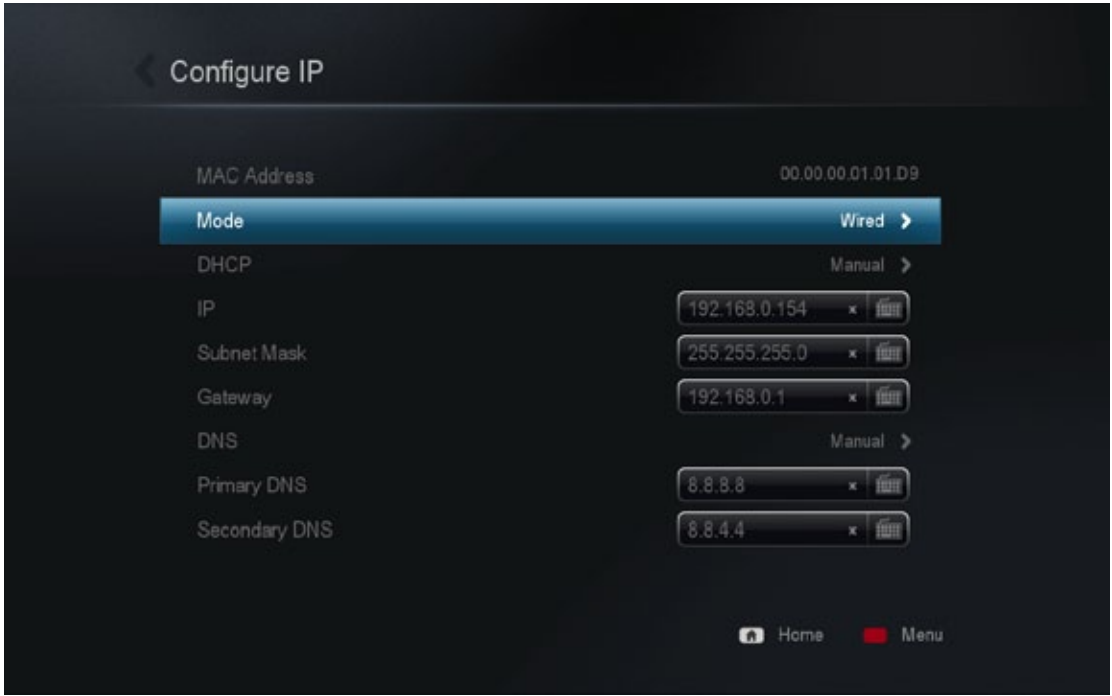 Configure IP
MAC Address 00.00.00.01.01.D9
Mode Wired
DHCP Manual
IP 192.168.0.154
Subnet Mask 255.255.255.0
Gateway 192.168.0.1
DNS Manual
Primary DNS 8.8.8.8
Secondary DNS 8.8.4.4
Home Menu